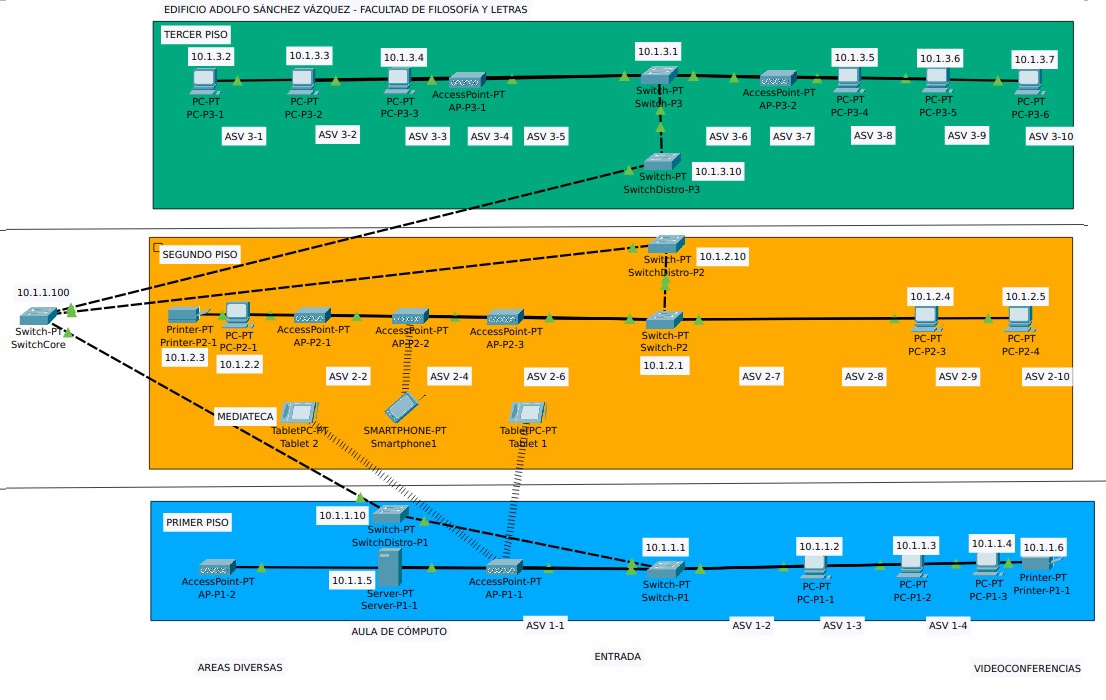 EDIFICIO ADOLFO SÁNCHEZ VÁZQUEZ - FACULTAD DE FILOSOFÍA Y LETRAS
TERCER PISO
10.1.3.2
10.1.3.3
10.1.3.4
10.1.3.1
10.1.3.5
10.1.3.6
10.1.3.7
PC-PT
PC-P3-1
PC-PT
PC-P3-2
PC-PT
PC-P3-3
AccessPoint-PT
AP-P3-1
Switch-PT
Switch-P3
AccessPoint-PT
AP-P3-2
PC-PT
PC-P3-4
PC-PT
PC-P3-5
PC-PT
PC-P3-6
ASV 3-1
ASV 3-2
ASV 3-3
ASV 3-4
ASV 3-5
ASV 3-6
ASV 3-7
ASV 3-8
ASV 3-9
ASV 3-10
Switch-PT
SwitchDistro-P3
10.1.3.10
SEGUNDO PISO
Switch-PT
SwitchDistro-P2
10.1.2.10
10.1.1.100
Switch-PT
SwitchCore
Printer-PT
Printer-P2-1
10.1.2.3
PC-PT
PC-P2-1
10.1.2.2
AccessPoint-PT
AP-P2-1
AccessPoint-PT
AP-P2-2
AccessPoint-PT
AP-P2-3
Switch-PT
Switch-P2
10.1.2.1
10.1.2.4
PC-PT
PC-P2-3
10.1.2.5
PC-PT
PC-P2-4
ASV 2-2
ASV 2-4
ASV 2-6
ASV 2-7
ASV 2-8
ASV 2-9
ASV 2-10
MEDIATECA
TabletPC-PT
Tablet 2
SMARTPHONE-PT
Smartphone1
TabletPC-PT
Tablet 1
PRIMER PISO
10.1.1.10
Switch-PT
SwitchDistro-P1
AccessPoint-PT
AP-P1-2
10.1.1.5
Server-PT
Server-P1-1
AccessPoint-PT
AP-P1-1
10.1.1.1
Switch-PT
Switch-P1
10.1.1.2
PC-PT
PC-P1-1
10.1.1.3
PC-PT
PC-P1-2
10.1.1.4
PC-PT
PC-P1-3
10.1.1.6
Printer-PT
Printer-P1-1
AULA DE CÓMPUTO
ASV 1-1
ASV 1-2
ASV 1-3
ASV 1-4
ENTRADA
AREAS DIVERSAS
VIDEOCONFERENCIAS